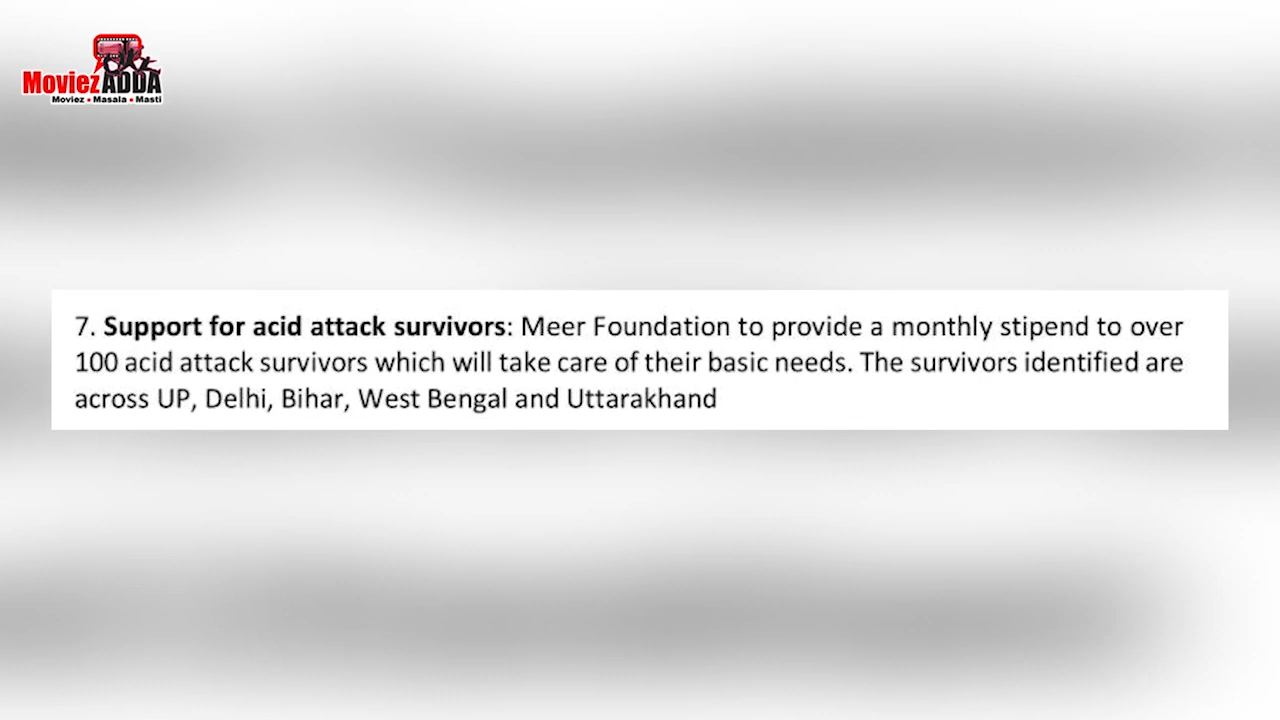 MoviezADDA
Moviez • Masala • Masti
7. Support for acid attack survivors: Meer Foundation to provide a monthly stipend to over
100 acid attack survivors which will take care of their basic needs. The survivors identified are
across UP, Delhi, Bihar, West Bengal and Uttarakhand